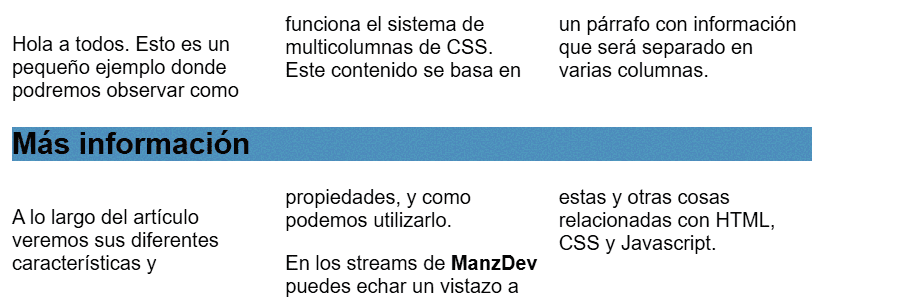 Hola a todos. Esto es un
pequeño ejemplo donde
podremos observar como
funciona el sistema de
multicolumnas de CSS.
Este contenido se basa en
un párrafo con información
que será separado en
varias columnas.
Más información
A lo largo del artículo
veremos sus diferentes
características y
propiedades, y como
podemos utilizarlo.
En los streams de ManzDev
puedes echar un vistazo a
estas y otras cosas
relacionadas con HTML,
CSS y Javascript.